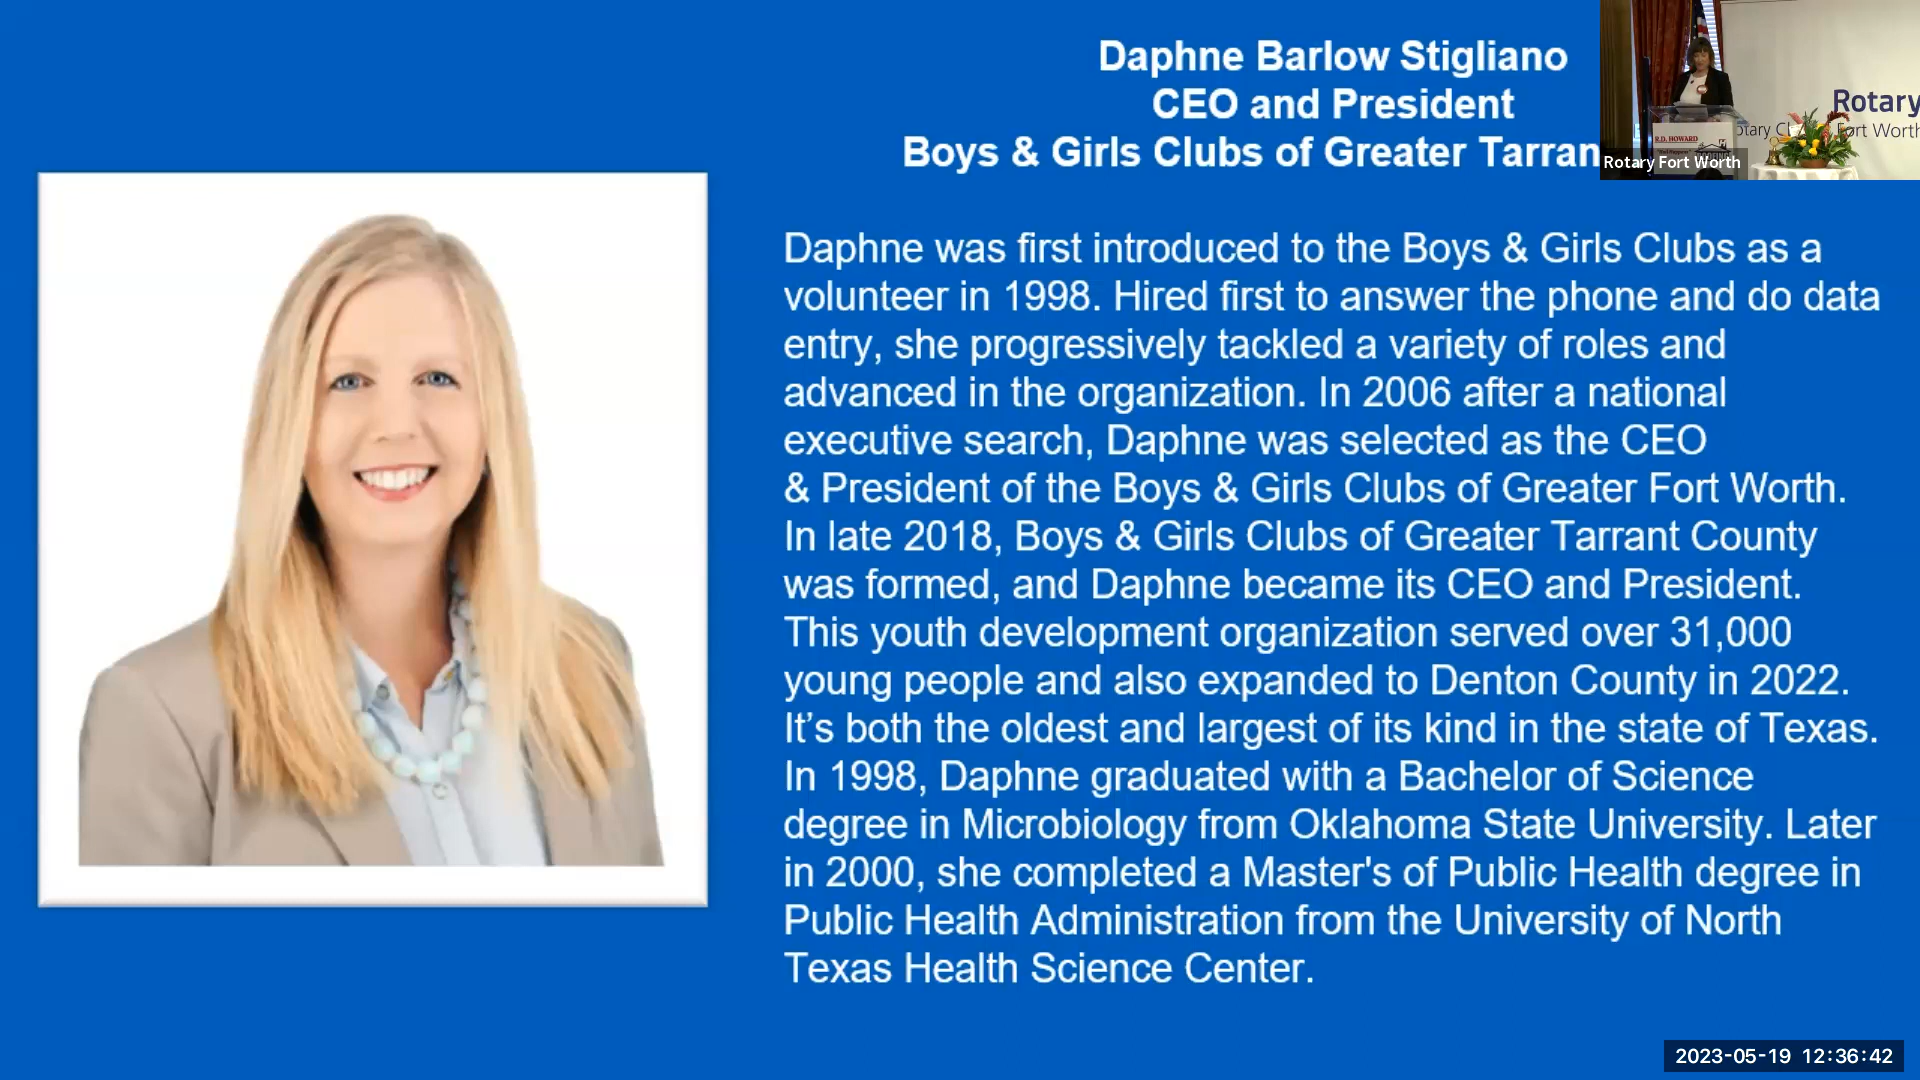 Daphne Barlow Stigliano
CEO and President
Boys & Girls Clubs of Greater Tarran
Daphne was first introduced to the Boys & Girls Clubs as a
volunteer in 1998. Hired first to answer the phone and do data
entry, she progressively tackled a variety of roles and
advanced in the organization. In 2006 after a national
executive search, Daphne was selected as the CEO
& President of the Boys & Girls Clubs of Greater Fort Worth.
In late 2018, Boys & Girls Clubs of Greater Tarrant County
was formed, and Daphne became its CEO and President.
This youth development organization served over 31,000
young people and also expanded to Denton County in 2022.
It’s both the oldest and largest of its kind in the state of Texas.
In 1998, Daphne graduated with a Bachelor of Science
degree in Microbiology from Oklahoma State University. Later
in 2000, she completed a Master's of Public Health degree in
Public Health Administration from the University of North
Texas Health Science Center.
Rotary
Fort Worth
R.D. HOWARD
Rotary Fort Worth
2023-05-19 12:36:42